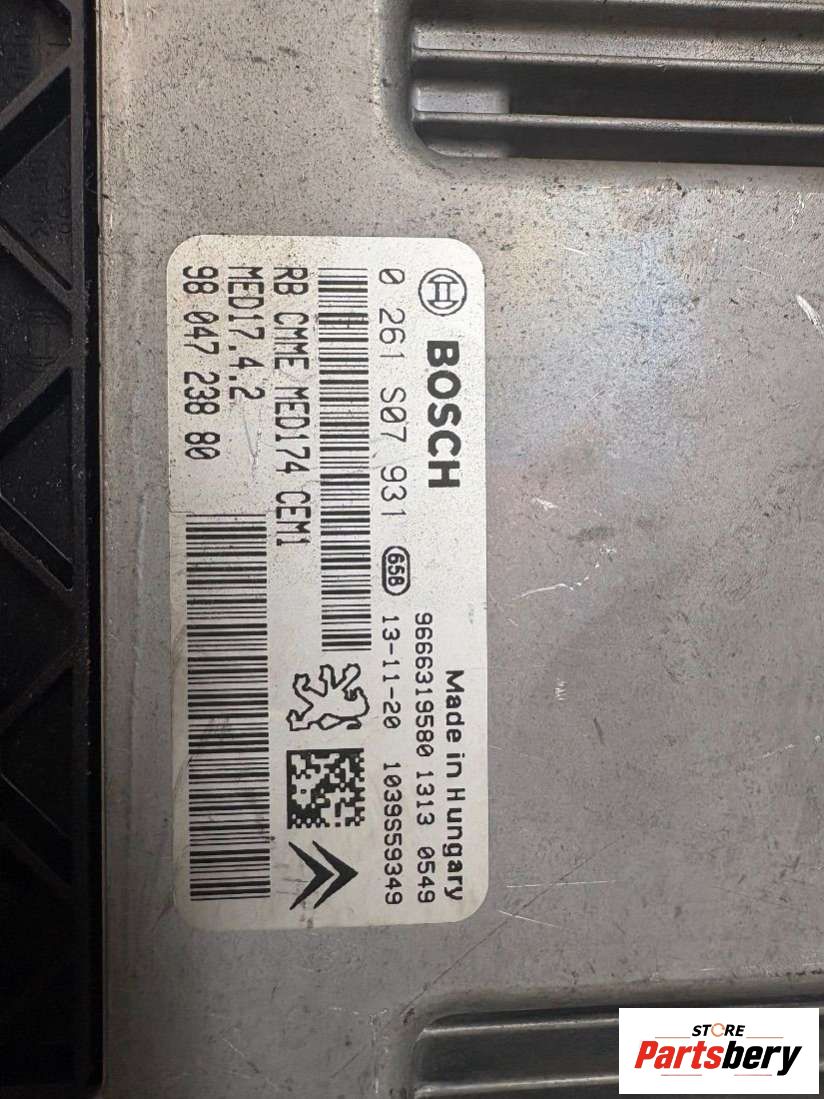 BOSCH
Made in Hungary
9666319580 1313 0549
0 261 S07 931
658
13-11-20 1039S59349
RB CMME MED174 CEM1
MED17.4.2
98 047 238 80
STORE
Partsbery